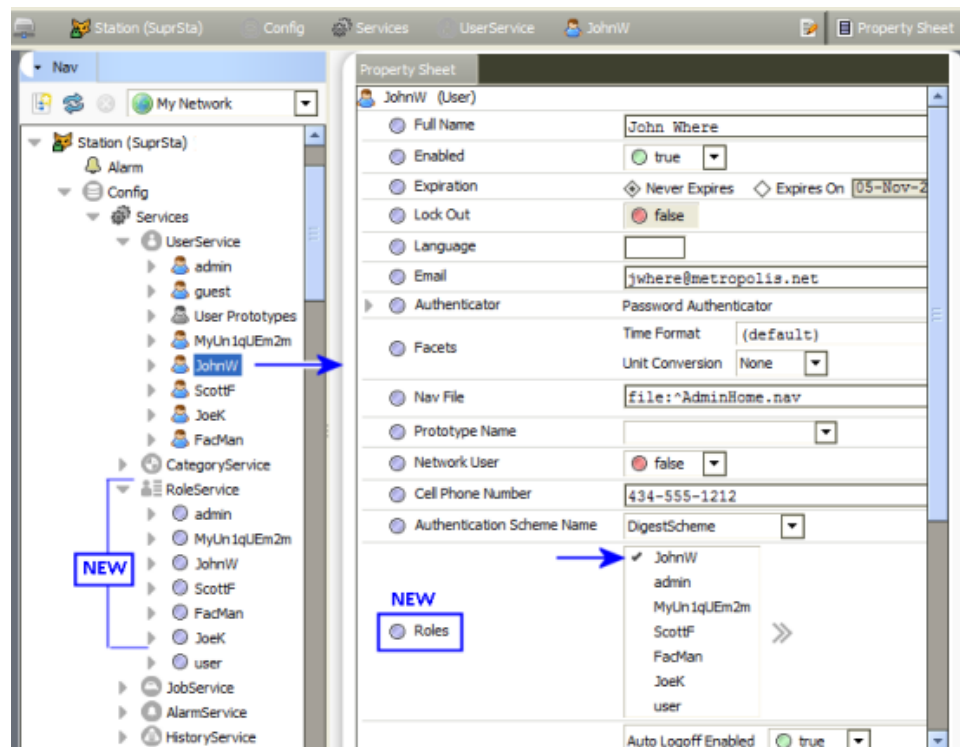 Station (SuprSta) Config Services UserService JohnW Property Sheet
Nav
My Network
Station (SuprSta)
Alarm
Config
Services
UserService
admin
guest
User Prototypes
MyUn1qUEm2m
JohnW
ScottF
JoeK
FacMan
CategoryService
RoleService
admin
MyUn1qUEm2m
NEW
JohnW
ScottF
FacMan
JoeK
user
JobService
AlarmService
HistoryService
Property Sheet
JohnW (User)
Full Name John Where
Enabled true
Expiration Never Expires Expires On 05-Nov-2
Lock Out false
Language
Email jwhere@metropolis.net
Authenticator Password Authenticator
Facets
Time Format (default)
Unit Conversion None
Nav File file:^AdminHome.nav
Prototype Name
Network User false
Cell Phone Number 434-555-1212
Authentication Scheme Name DigestScheme
NEW
Roles
JohnW
admin
MyUn1qUEm2m
ScottF
FacMan
JoeK
user
Auto Logoff Enabled true